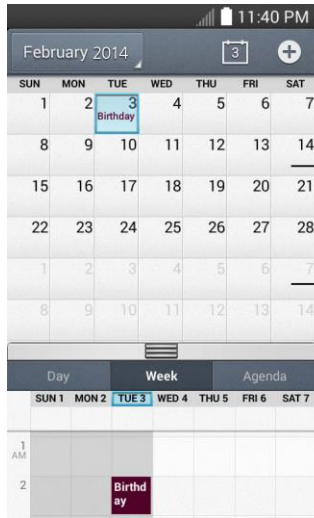 11:40 PM
February 2014 3
SUN MON TUE WED THU FRI SAT
1 2 3 4 5 6 7
Birthday
8 9 10 11 12 13 14
15 16 17 18 19 20 21
22 23 24 25 26 27 28
1 2 3 4 5 6 7
8 9 10 11 12 13 14
Day Week Agenda
SUN 1 MON 2 TUE 3 WED 4 THU 5 FRI 6 SAT 7
1
AM
2 Birthd
ay